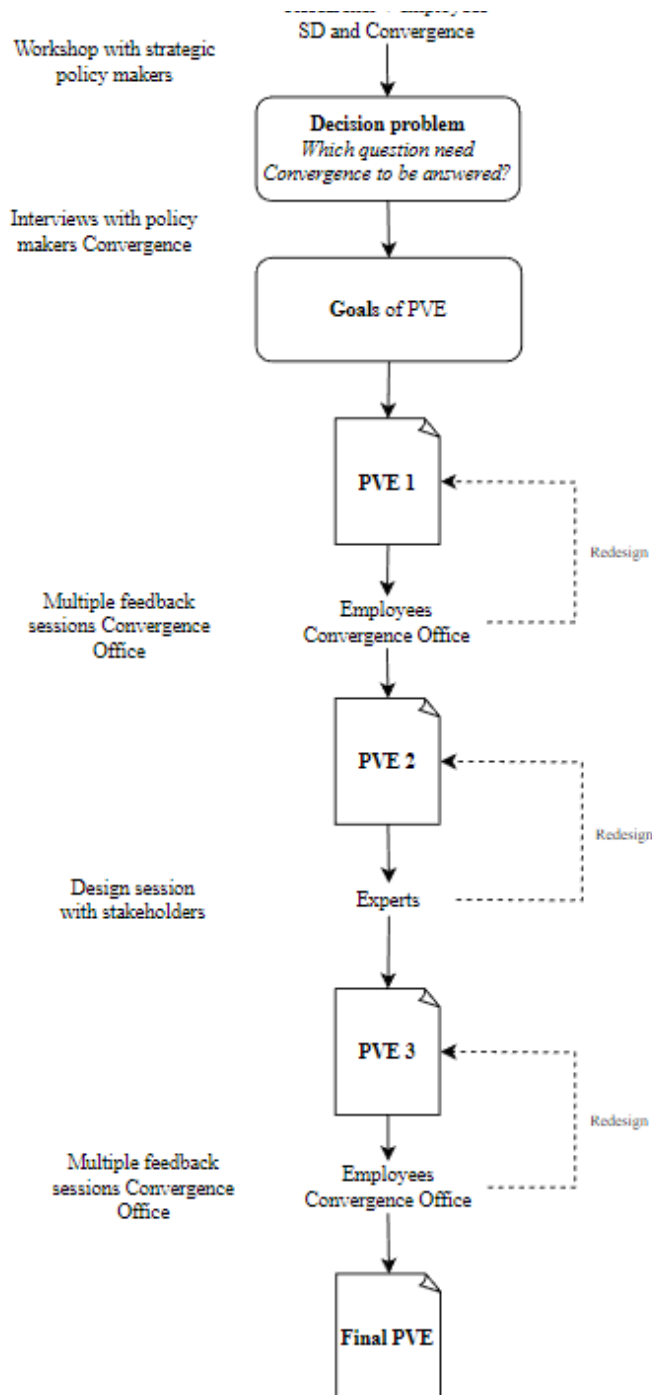 SD and Convergence
Workshop with strategic
policy makers
Decision problem
Which question need
Convergence to be answered?
Interviews with policy
makers Convergence
Goals of PVE
PVE 1
Redesign
Multiple feedback
sessions Convergence
Office
Employees
Convergence Office
PVE 2
Redesign
Design session
with stakeholders
Experts
PVE 3
Redesign
Multiple feedback
sessions Convergence
Office
Employees
Convergence Office
Final PVE